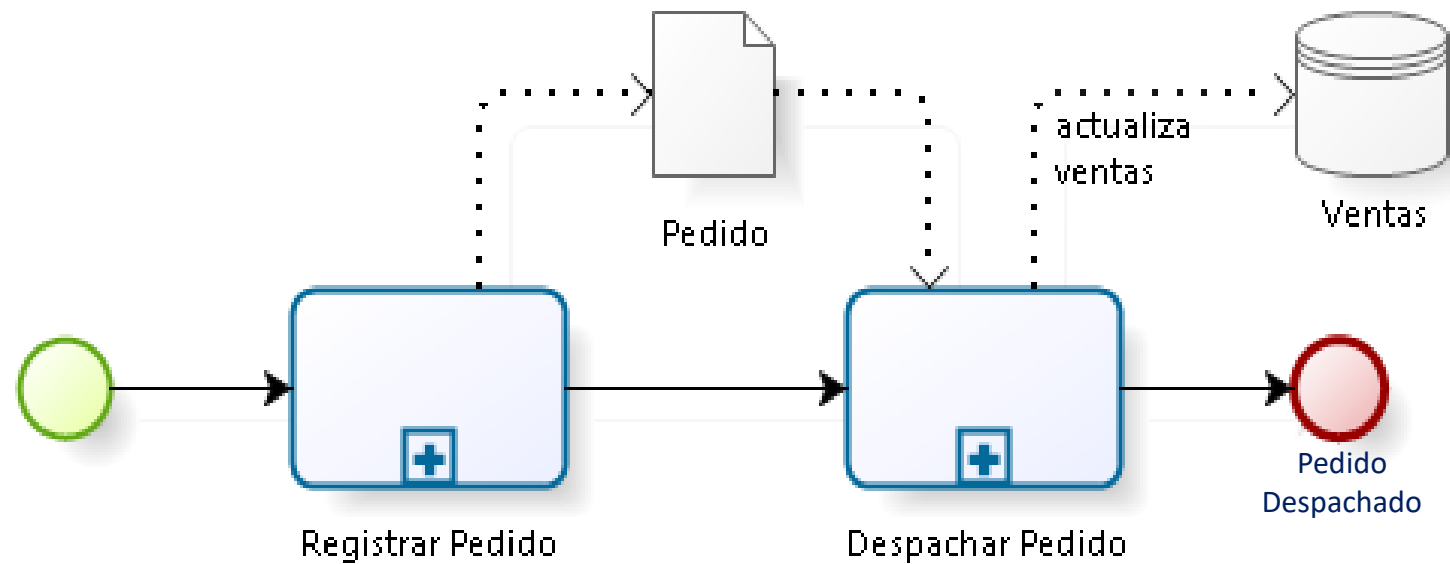 actualiza
ventas
Pedido
Ventas
Pedido
Despachado
Registrar Pedido
Despachar Pedido